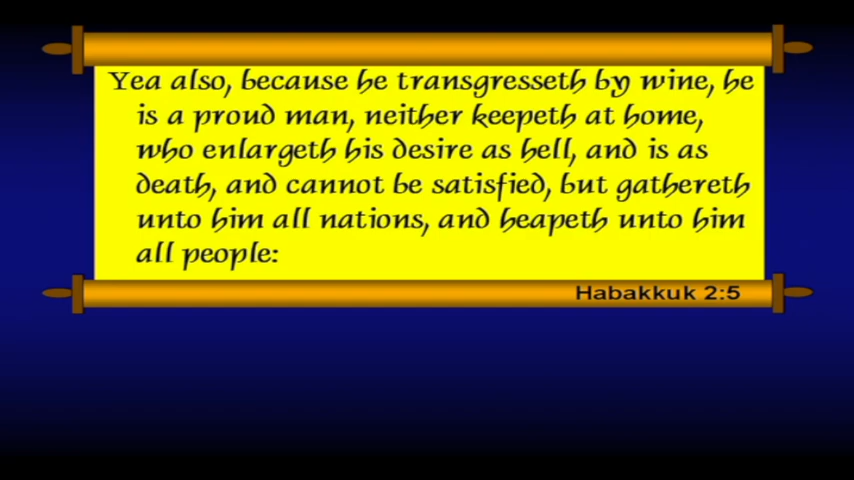 Yea also, because he transgresseth by wine, he
is a proud man, neither keepeth at home,
who enlargeth his desire as hell, and is as
death, and cannot be satisfied, but gathereth
unto him all nations, and heapeth unto him
all people:
Habakkuk 2:5